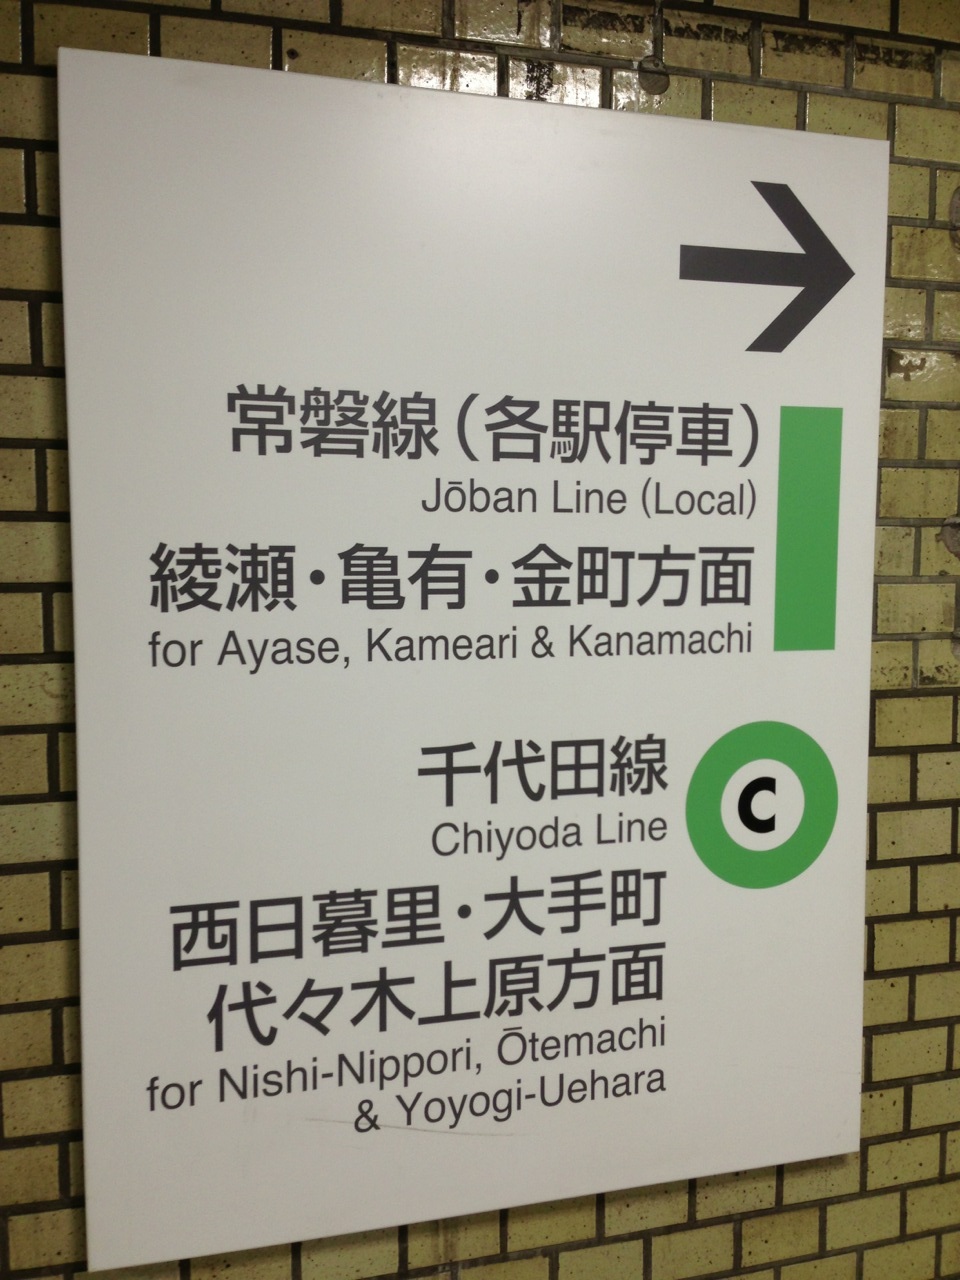 常磐線(各駅停車)
Jōban Line (Local)
綾瀬・亀有・金町方面
for Ayase, Kameari & Kanamachi
千代田線
Chiyoda Line
C
西日暮里・大手町
代々木上原方面
for Nishi-Nippori, Ōtemachi
& Yoyogi-Uehara